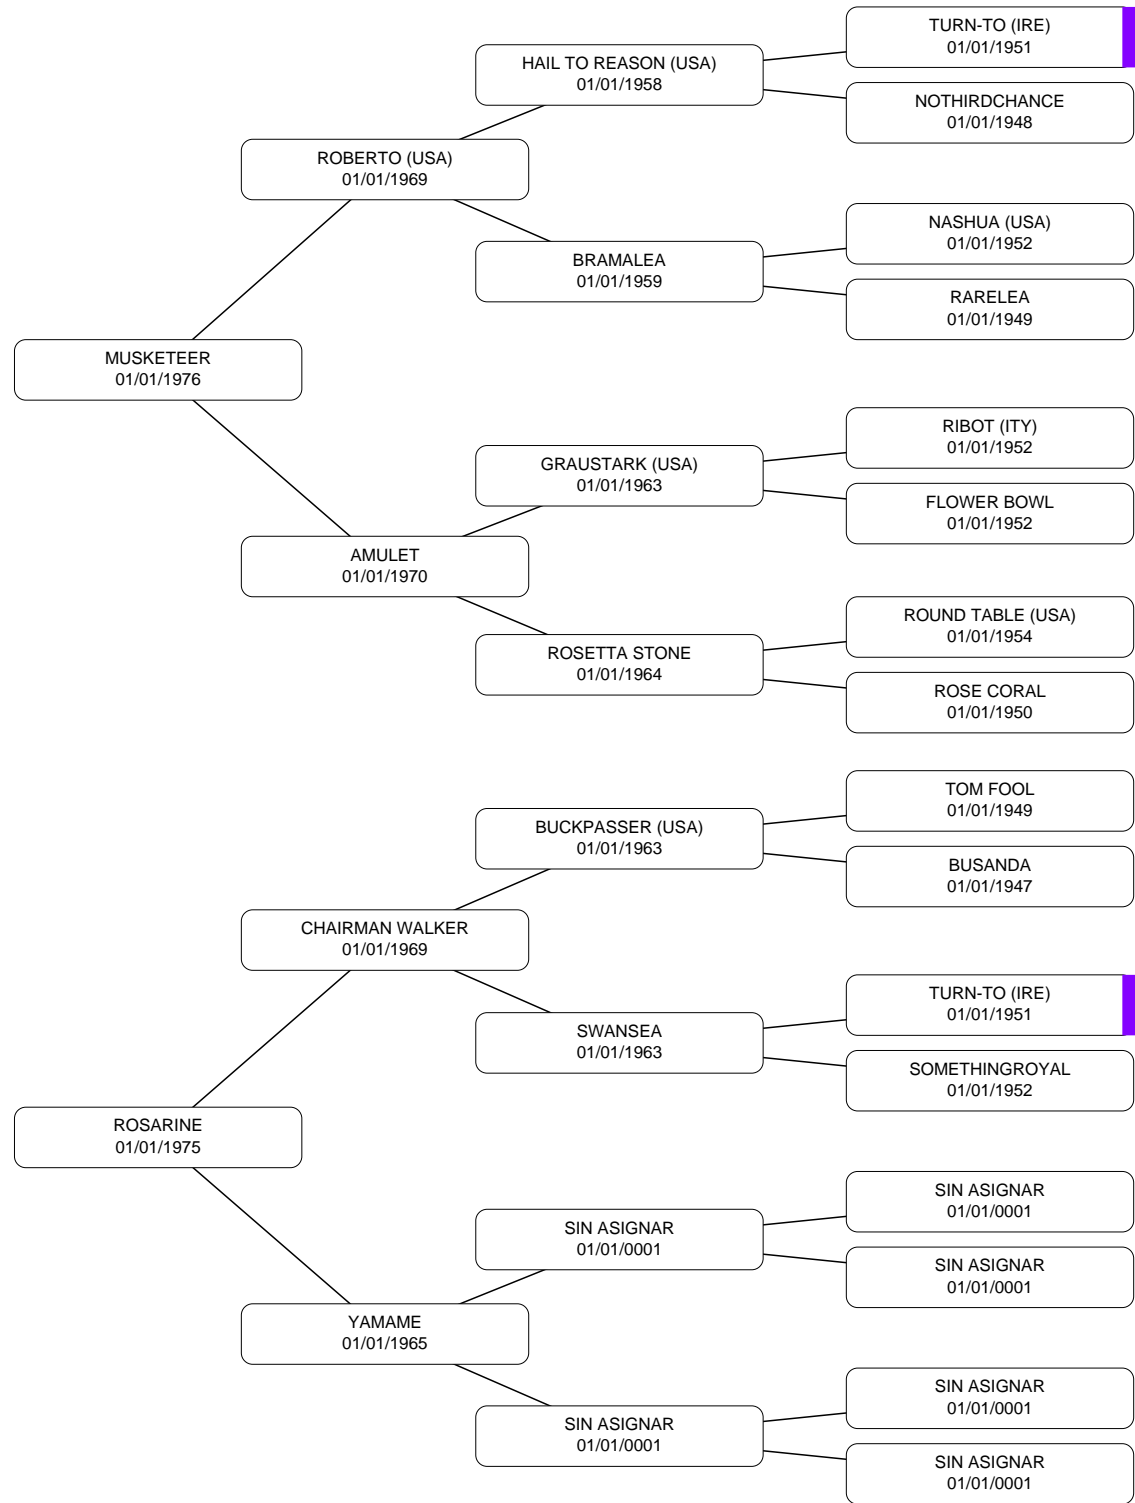 TURN-TO (IRE)
01/01/1951
HAIL TO REASON (USA)
01/01/1958
NOTHIRDCHANCE
01/01/1948
ROBERTO (USA)
01/01/1969
NASHUA (USA)
01/01/1952
BRAMALEA
01/01/1959
RARELEA
01/01/1949
MUSKETEER
01/01/1976
RIBOT (ITY)
01/01/1952
GRAUSTARK (USA)
01/01/1963
FLOWER BOWL
01/01/1952
AMULET
01/01/1970
ROUND TABLE (USA)
01/01/1954
ROSETTA STONE
01/01/1964
ROSE CORAL
01/01/1950
TOM FOOL
01/01/1949
BUCKPASSER (USA)
01/01/1963
BUSANDA
01/01/1947
CHAIRMAN WALKER
01/01/1969
TURN-TO (IRE)
01/01/1951
SWANSEA
01/01/1963
SOMETHINGROYAL
01/01/1952
ROSARINE
01/01/1975
SIN ASIGNAR
01/01/0001
SIN ASIGNAR
01/01/0001
SIN ASIGNAR
01/01/0001
YAMAME
01/01/1965
SIN ASIGNAR
01/01/0001
SIN ASIGNAR
01/01/0001
SIN ASIGNAR
01/01/0001